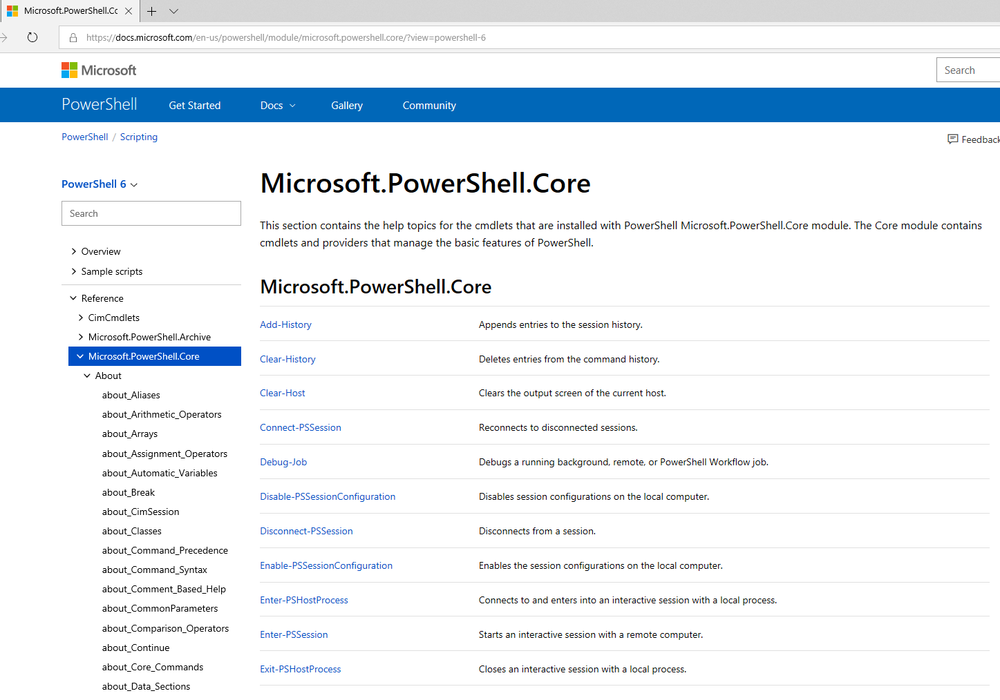 Microsoft.PowerShell.Cc
https://docs.microsoft.com/en-us/powershell/module/microsoft.powershell.core/?view=powershell-6
Microsoft
Search
PowerShell
Get Started
Docs
Gallery
Community
PowerShell / Scripting
Feedback
PowerShell 6
Search
Overview
Sample scripts
Reference
CimCmdlets
Microsoft.PowerShell.Archive
Microsoft.PowerShell.Core
About
about_Aliases
about_Arithmetic_Operators
about_Arrays
about_Assignment_Operators
about_Automatic_Variables
about_Break
about_CimSession
about_Classes
about_Command_Precedence
about_Command_Syntax
about_Comment_Based_Help
about_CommonParameters
about_Comparison_Operators
about_Continue
about_Core_Commands
about_Data_Sections
Microsoft.PowerShell.Core
This section contains the help topics for the cmdlets that are installed with PowerShell Microsoft.PowerShell.Core module. The Core module contains
cmdlets and providers that manage the basic features of PowerShell.
Microsoft.PowerShell.Core
Add-History Appends entries to the session history.
Clear-History Deletes entries from the command history.
Clear-Host Clears the output screen of the current host.
Connect-PSSession Reconnects to disconnected sessions.
Debug-Job Debugs a running background, remote, or PowerShell Workflow job.
Disable-PSSessionConfiguration Disables session configurations on the local computer.
Disconnect-PSSession Disconnects from a session.
Enable-PSSessionConfiguration Enables the session configurations on the local computer.
Enter-PSHostProcess Connects to and enters into an interactive session with a local process.
Enter-PSSession Starts an interactive session with a remote computer.
Exit-PSHostProcess Closes an interactive session with a local process.